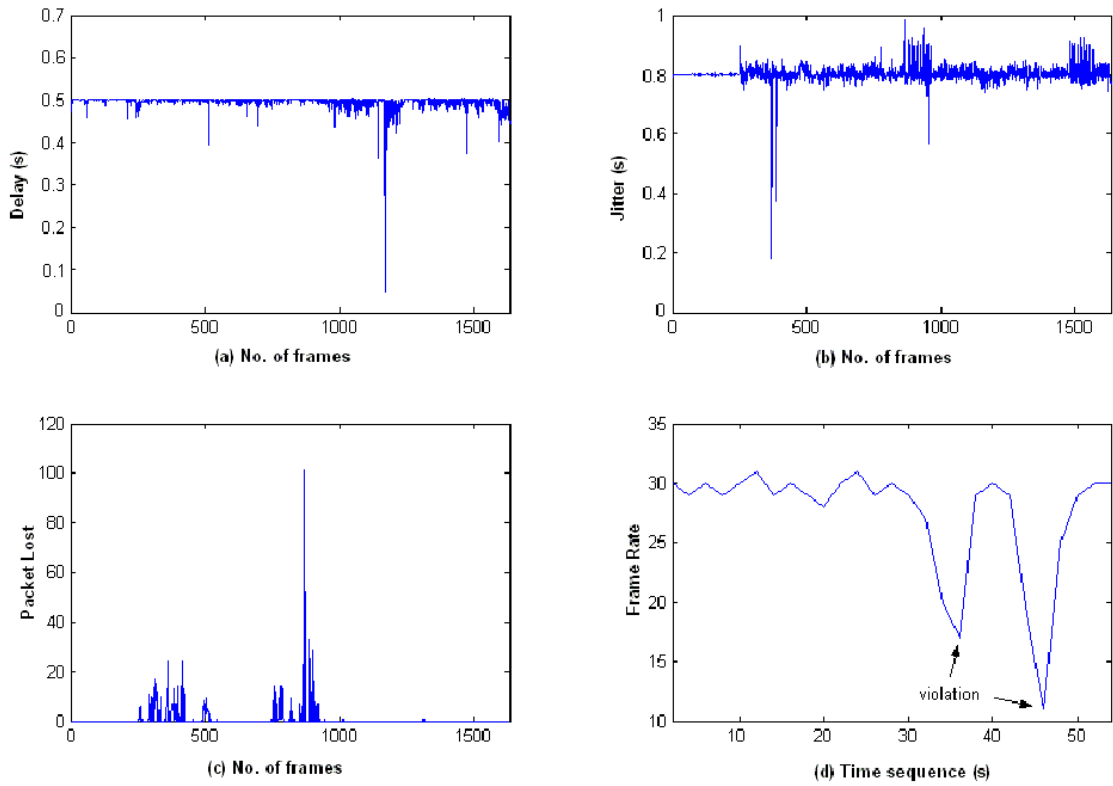 0.7
0.6
0.5
0.4
0.3
0.2
0.1
0
Delay (s)
0 500 1000 1500
(a) No. of frames
1
0.8
0.6
0.4
0.2
0
Jitter (s)
0 500 1000 1500
(b) No. of frames
120
100
80
60
40
20
0
Packet Lost
0 500 1000 1500
(c) No. of frames
35
30
25
20
15
10
Frame Rate
violation
10 20 30 40 50
(d) Time sequence (s)